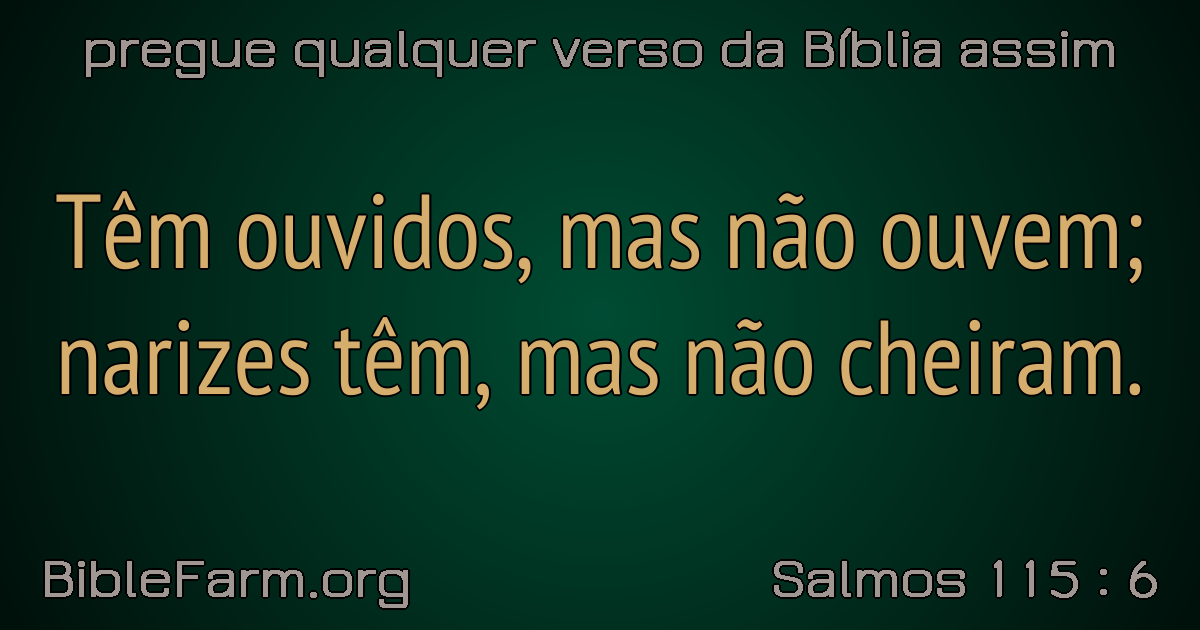 pregue qualquer verso da Bíblia assim
Têm ouvidos, mas não ouvem;
narizes têm, mas não cheiram.
BibleFarm.org
Salmos 115 : 6